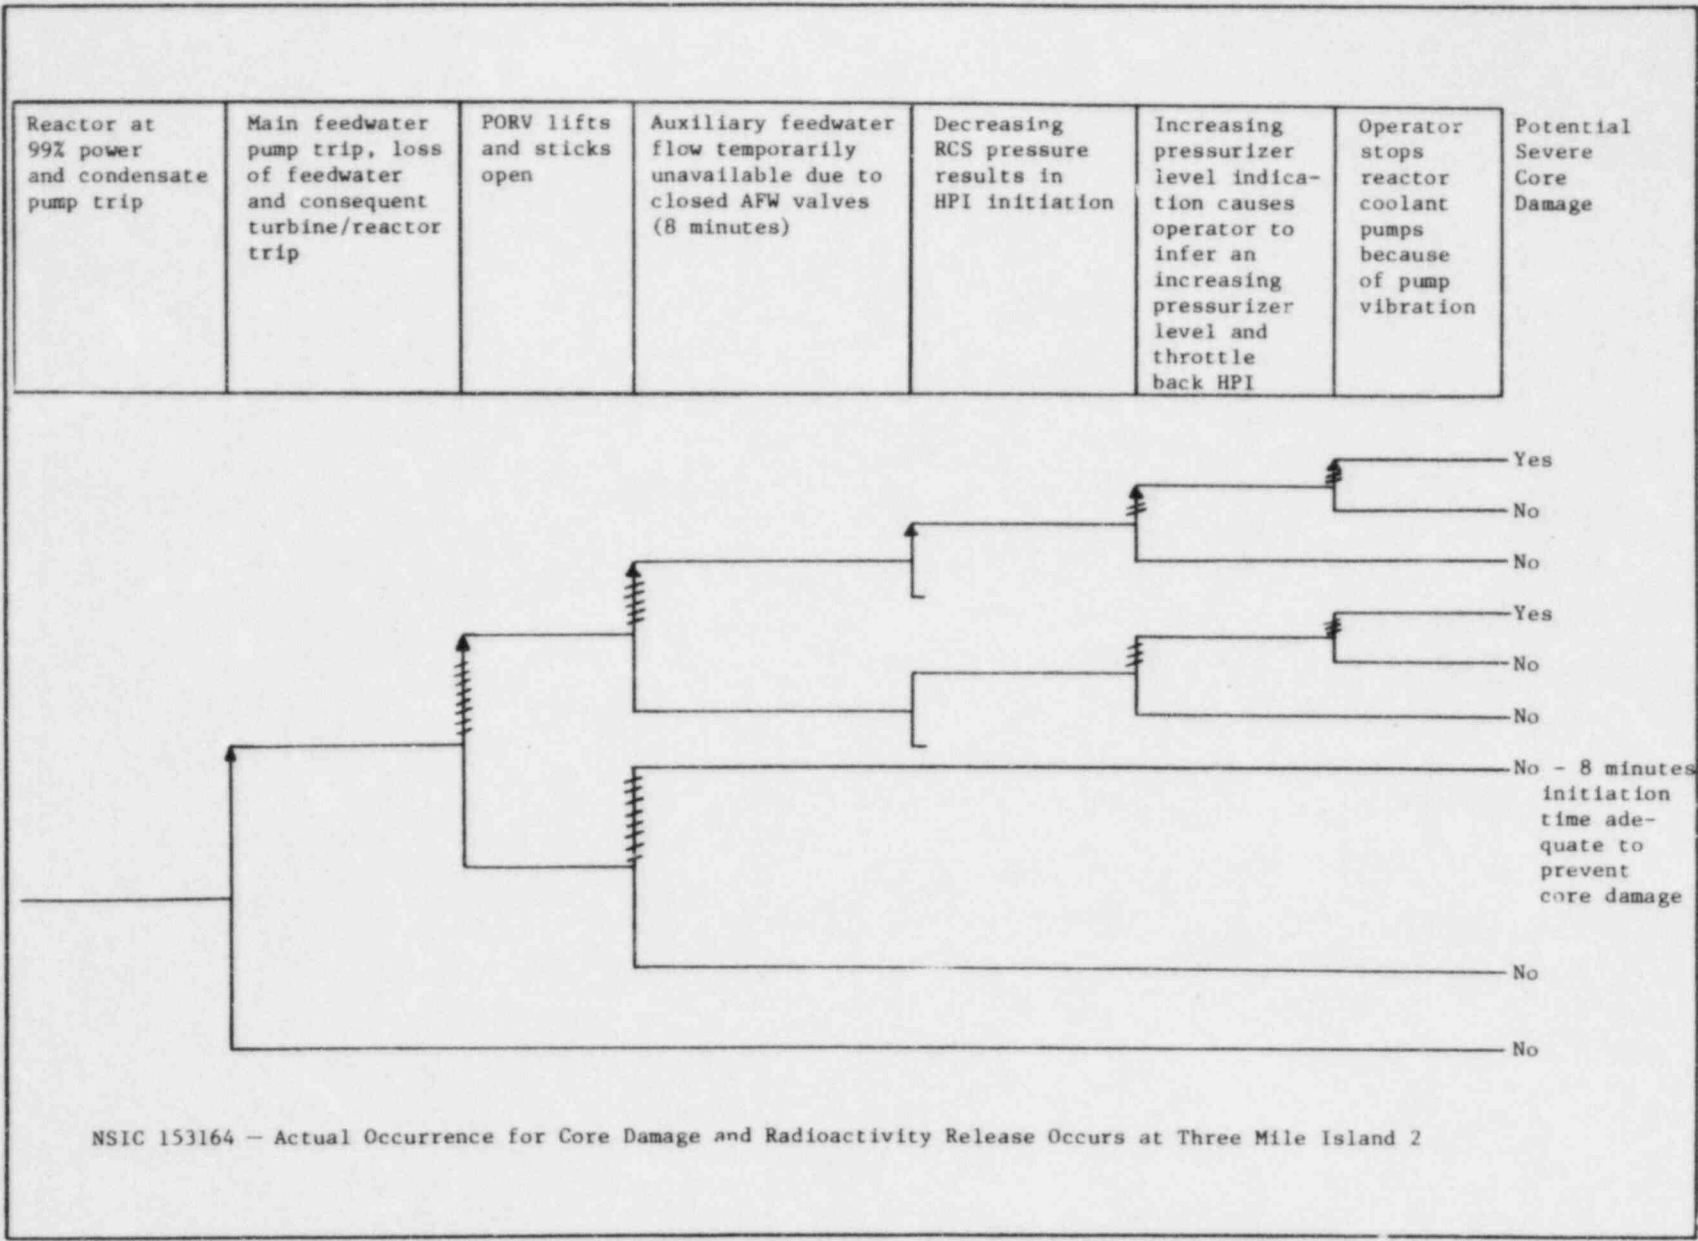 Reactor at
99% power
and condensate
pump trip
Main feedwater
pump trip, loss
of feedwater
and consequent
turbine/reactor
trip
PORV lifts
and sticks
open
Auxiliary feedwater
flow temporarily
unavailable due to
closed AFW valves
(8 minutes)
Decreasing
RCS pressure
results in
HPI initiation
Increasing
pressurizer
level indica-
tion causes
operator to
infer an
increasing
pressurizer
level and
throttle
back HPI
Operator
stops
reactor
coolant
pumps
because
of pump
vibration
Potential
Severe
Core
Damage
Yes
No
No
Yes
No
No
No - 8 minutes
initiation
time ade-
quate to
prevent
core damage
No
No
NSIC 153164 — Actual Occurrence for Core Damage and Radioactivity Release Occurs at Three Mile Island 2